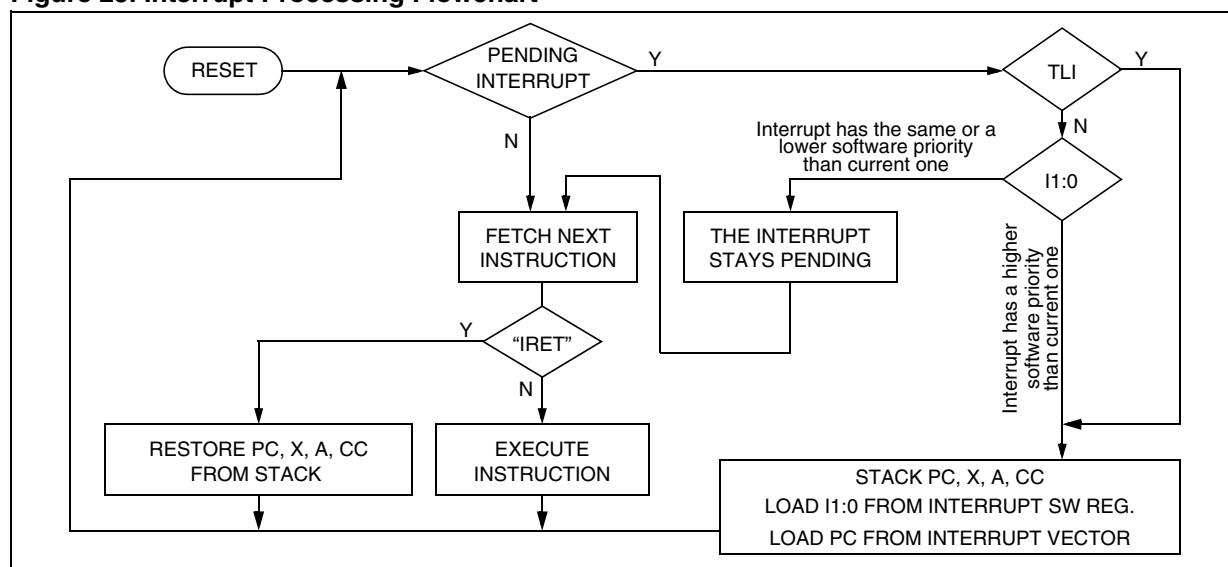 Figure 20. Interrupt Processing Flowchart
RESET
PENDING
INTERRUPT
Y
TLI
Y
N
N
Interrupt has the same or a
lower software priority
than current one
I1:0
FETCH NEXT
INSTRUCTION
THE INTERRUPT
STAYS PENDING
Interrupt has a higher
software priority
than current one
Y
“IRET”
N
RESTORE PC, X, A, CC
FROM STACK
EXECUTE
INSTRUCTION
STACK PC, X, A, CC
LOAD I1:0 FROM INTERRUPT SW REG.
LOAD PC FROM INTERRUPT VECTOR